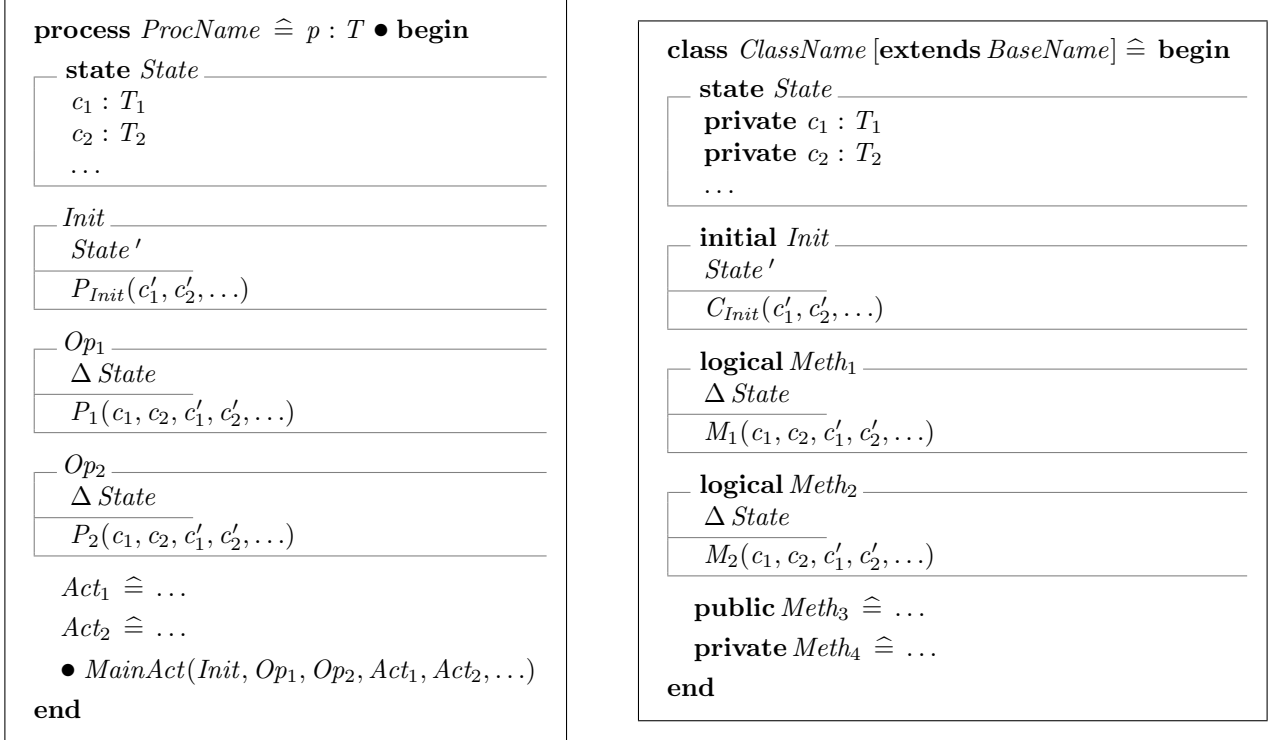 process ProcName ≙ p : T • begin
state State
c₁ : T₁
c₂ : T₂
. . .
Init
State ′
P_Init(c′₁, c′₂, . . .)
Op₁
Δ State
P₁(c₁, c₂, c′₁, c′₂, . . .)
Op₂
Δ State
P₂(c₁, c₂, c′₁, c′₂, . . .)
Act₁ ≙ . . .
Act₂ ≙ . . .
• MainAct(Init, Op₁, Op₂, Act₁, Act₂, . . .)
end
class ClassName [extends BaseName] ≙ begin
state State
private c₁ : T₁
private c₂ : T₂
. . .
initial Init
State ′
C_Init(c′₁, c′₂, . . .)
logical Meth₁
Δ State
M₁(c₁, c₂, c′₁, c′₂, . . .)
logical Meth₂
Δ State
M₂(c₁, c₂, c′₁, c′₂, . . .)
public Meth₃ ≙ . . .
private Meth₄ ≙ . . .
end